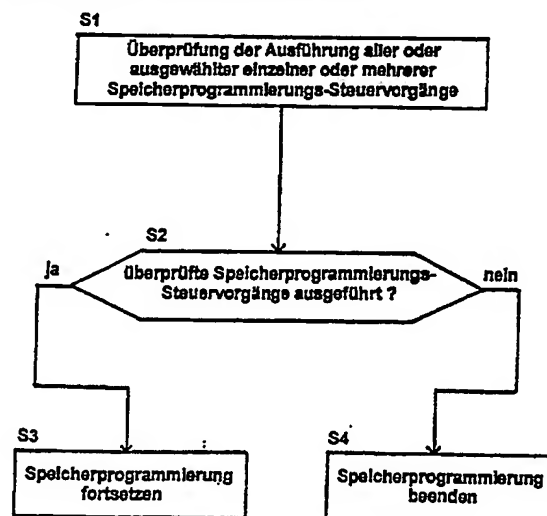 S1
Überprüfung der Ausführung aller oder
ausgewählter einzelner oder mehrerer
Speicherprogrammierungs-Steuervorgänge
S2
ja
überprüfte Speicherprogrammierungs-
Steuervorgänge ausgeführt ?
nein
S3
Speicherprogrammierung
fortsetzen
S4
Speicherprogrammierung
beenden